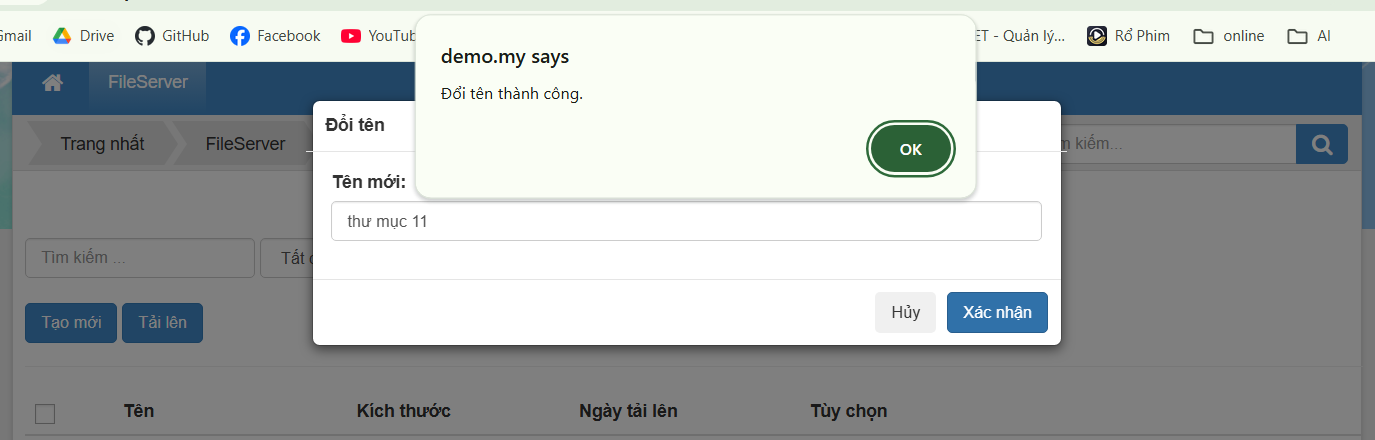 Gmail Drive GitHub Facebook YouTub ET - Quản lý... Rổ Phim online AI
demo.my says
Đổi tên thành công.
OK
FileServer
Đổi tên
Trang nhất FileServer
m kiếm...
Tên mới:
thư mục 11
Tìm kiếm ... Tất
Hủy Xác nhận
Tạo mới Tải lên
Tên Kích thước Ngày tải lên Tùy chọn